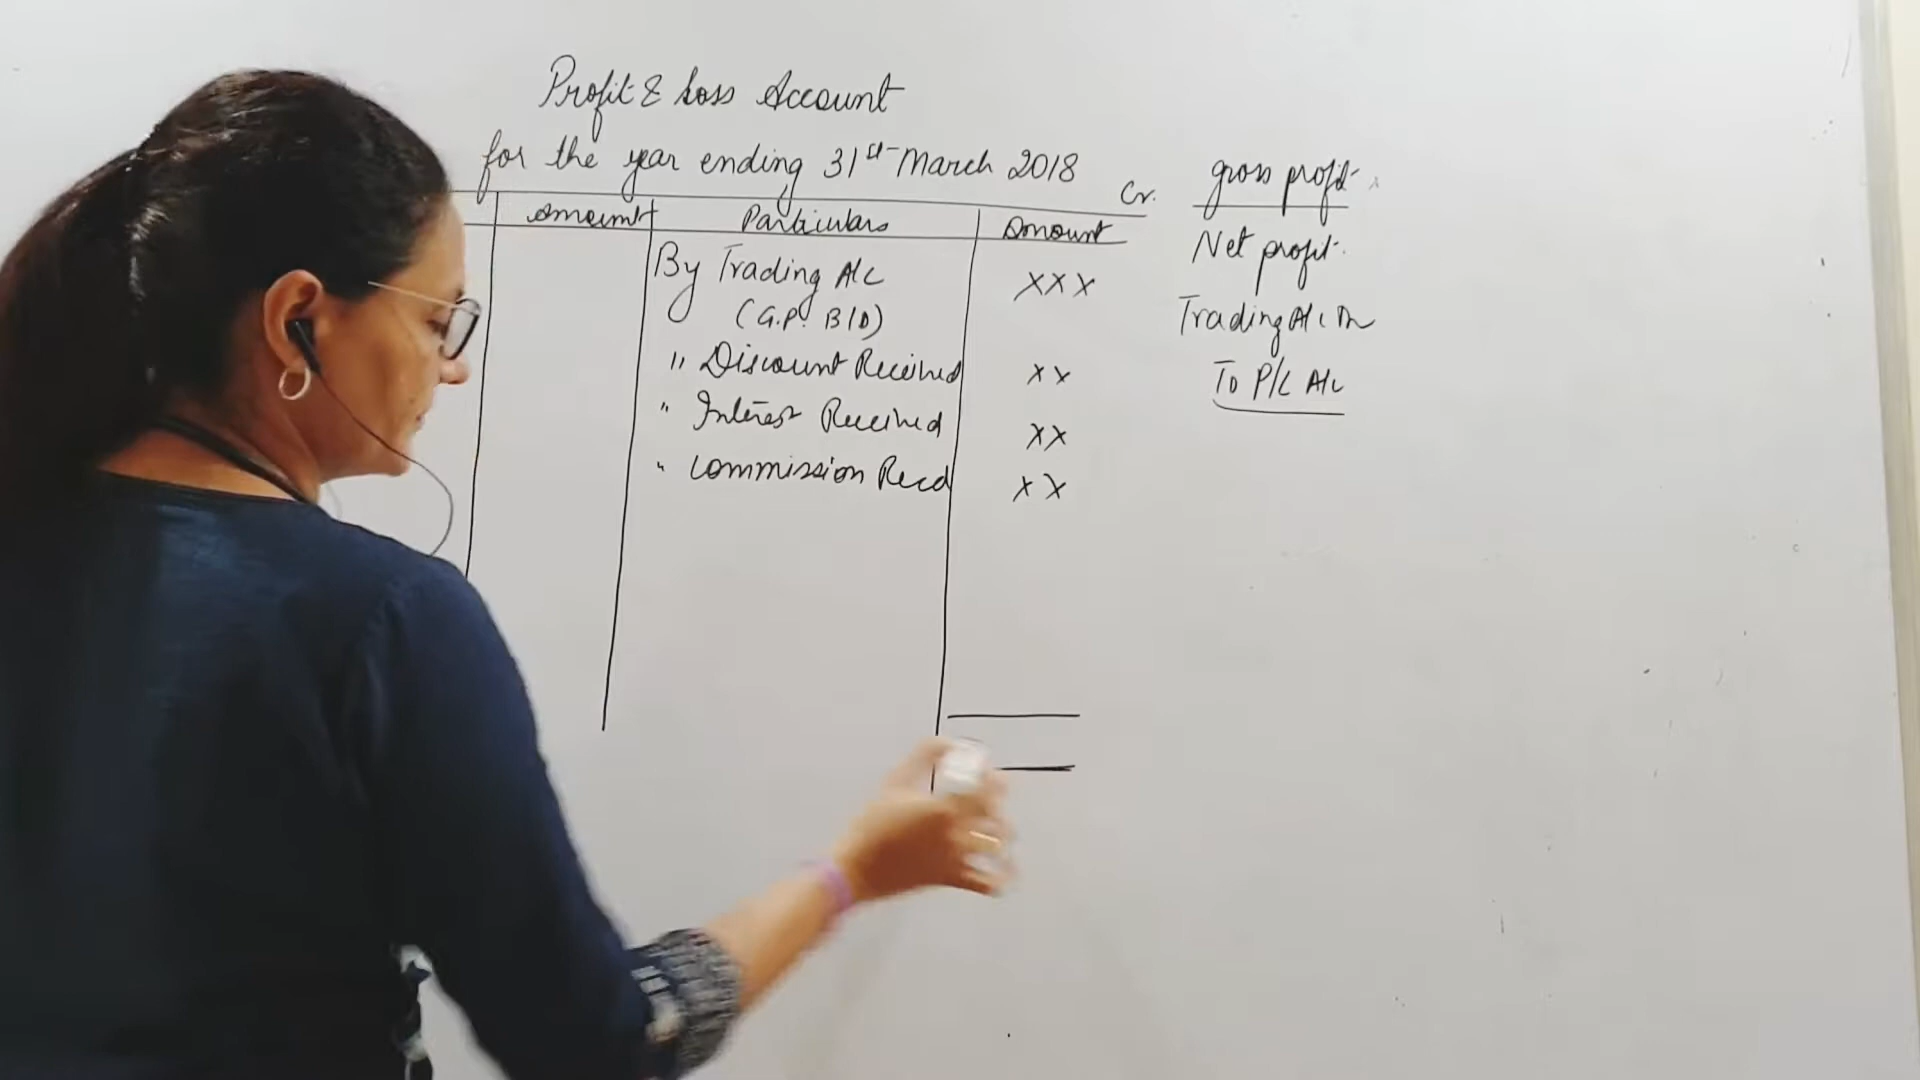 Profit & Loss Account
for the year ending 31st March 2018
Cr.
Amount Particulars Amount
By Trading A/c XXX
(G.P. B/D)
" Discount Received XX
" Interest Received XX
" Commission Recd XX
gross profit
Net profit.
Trading A/c Dr
To P/L A/c